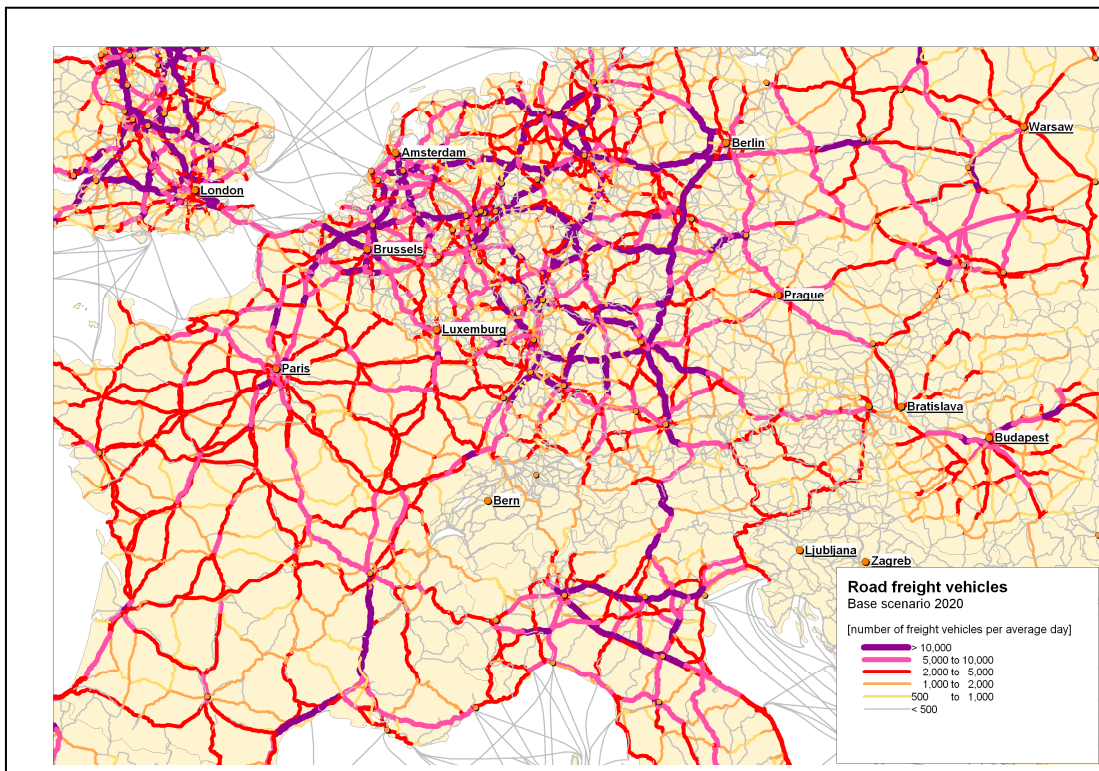 Warsaw
Berlin
Amsterdam
London
Brussels
Prague
Luxemburg
Paris
Bratislava
Budapest
Bern
Ljubljana
Zagreb
Road freight vehicles
Base scenario 2020
[number of freight vehicles per average day]
> 10,000
5,000 to 10,000
2,000 to 5,000
1,000 to 2,000
500 to 1,000
< 500